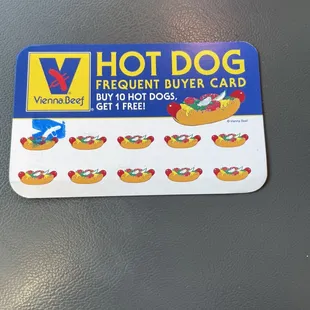 V
Vienna Beef
HOT DOG
FREQUENT BUYER CARD
BUY 10 HOT DOGS,
GET 1 FREE!